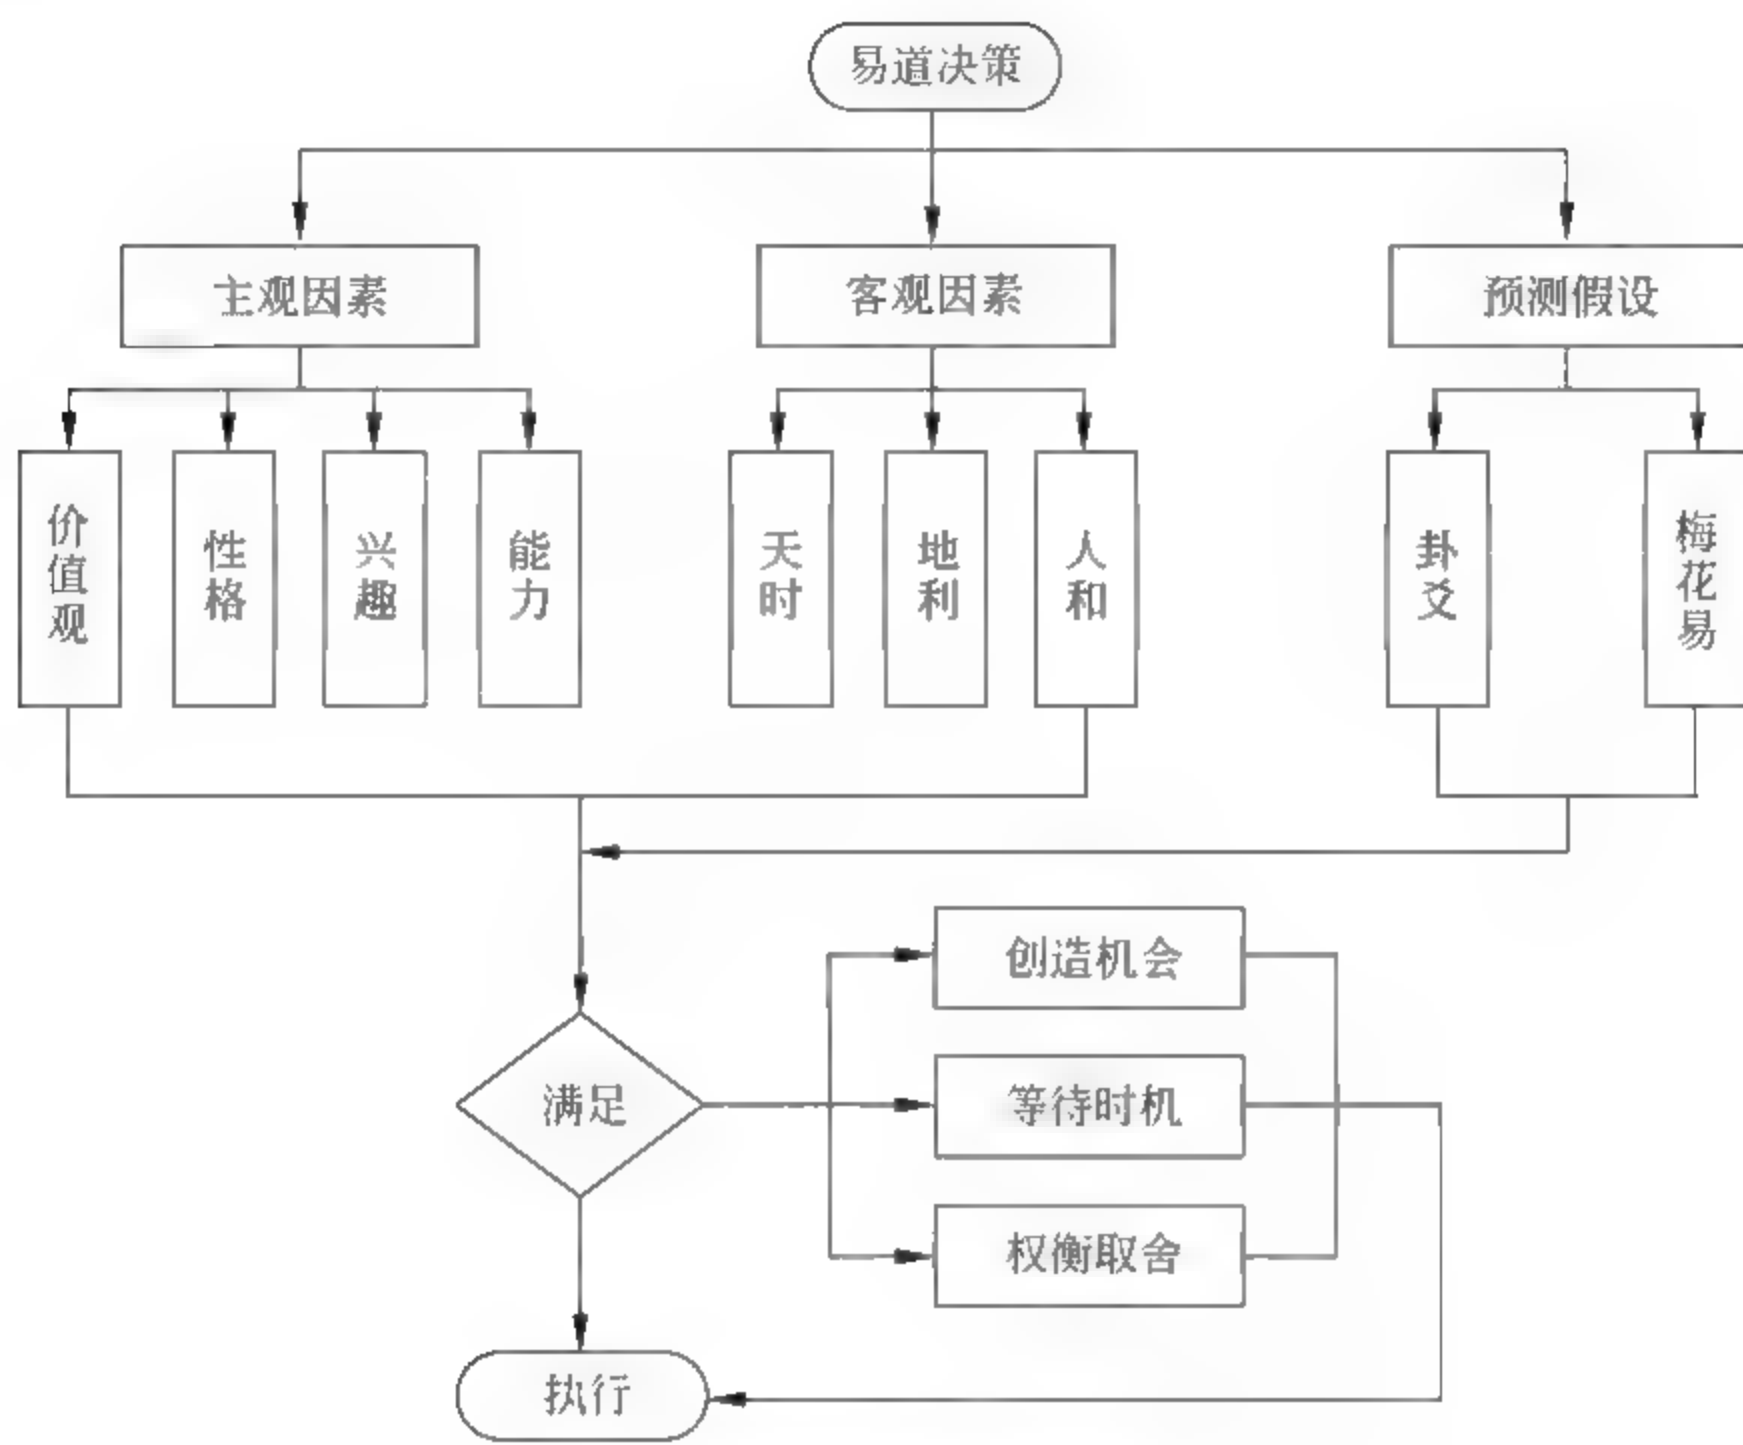 易道决策
主观因素
客观因素
预测假设
价值观
性格
兴趣
能力
天时
地利
人和
卦爻
梅花易
创造机会
满足
等待时机
权衡取舍
执行